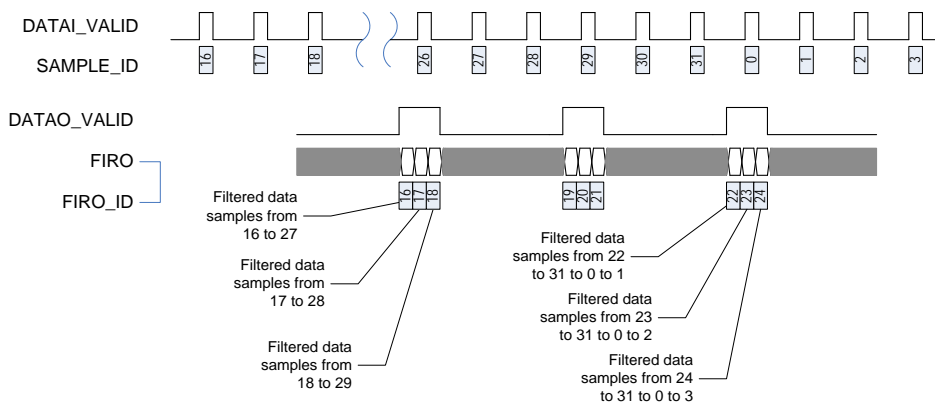 DATAI_VALID
SAMPLE_ID
16 17 18 26 27 28 29 30 31 0 1 2 3
DATAO_VALID
FIRO
FIRO_ID
16 17 18 19 20 21 22 23 24
Filtered data
samples from
16 to 27
Filtered data
samples from
17 to 28
Filtered data
samples from
18 to 29
Filtered data
samples from 22
to 31 to 0 to 1
Filtered data
samples from 23
to 31 to 0 to 2
Filtered data
samples from 24
to 31 to 0 to 3